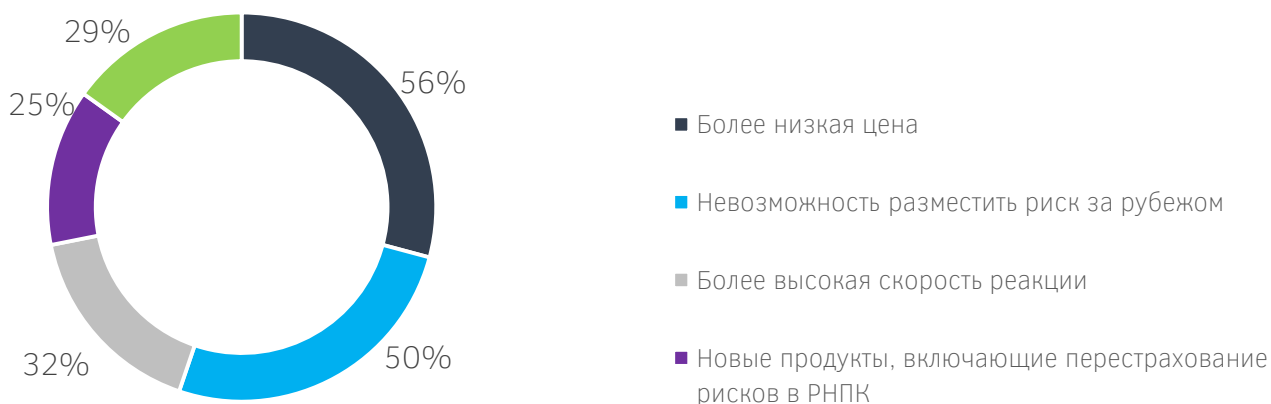 29%
56%
25%
32%
50%
Более низкая цена
Невозможность разместить риск за рубежом
Более высокая скорость реакции
Новые продукты, включающие перестрахование
рисков в РНПК